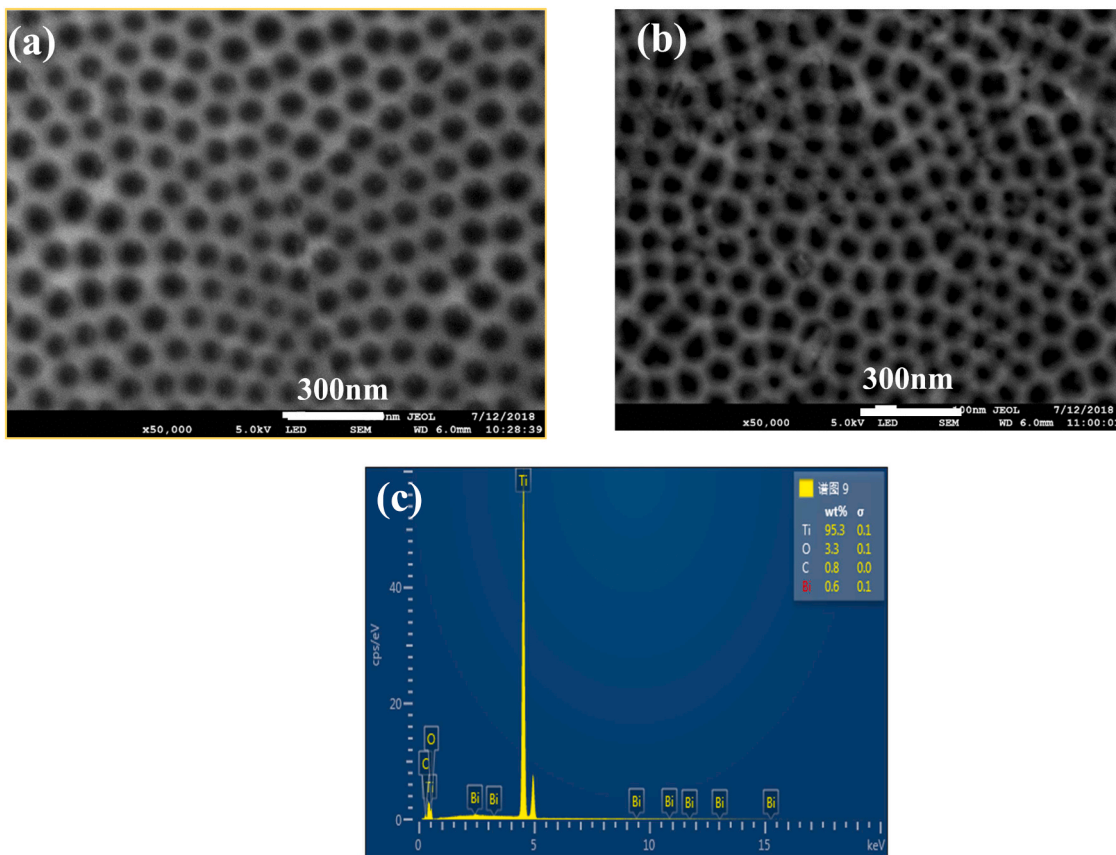 (a)
300nm
nm JEOL 7/12/2018
x50,000 5.0kV LED SEM WD 6.0mm 10:28:39
(b)
300nm
100nm JEOL 7/12/2018
x50,000 5.0kV LED SEM WD 6.0mm 11:00:01
(c)
Ti
谱图 9
wt% σ
Ti 95.3 0.1
O 3.3 0.1
C 0.8 0.0
Bi 0.6 0.1
40
cps/eV
20
O
C
Ti
Bi Bi Bi Bi Bi Bi Bi
0
0 5 10 15 keV